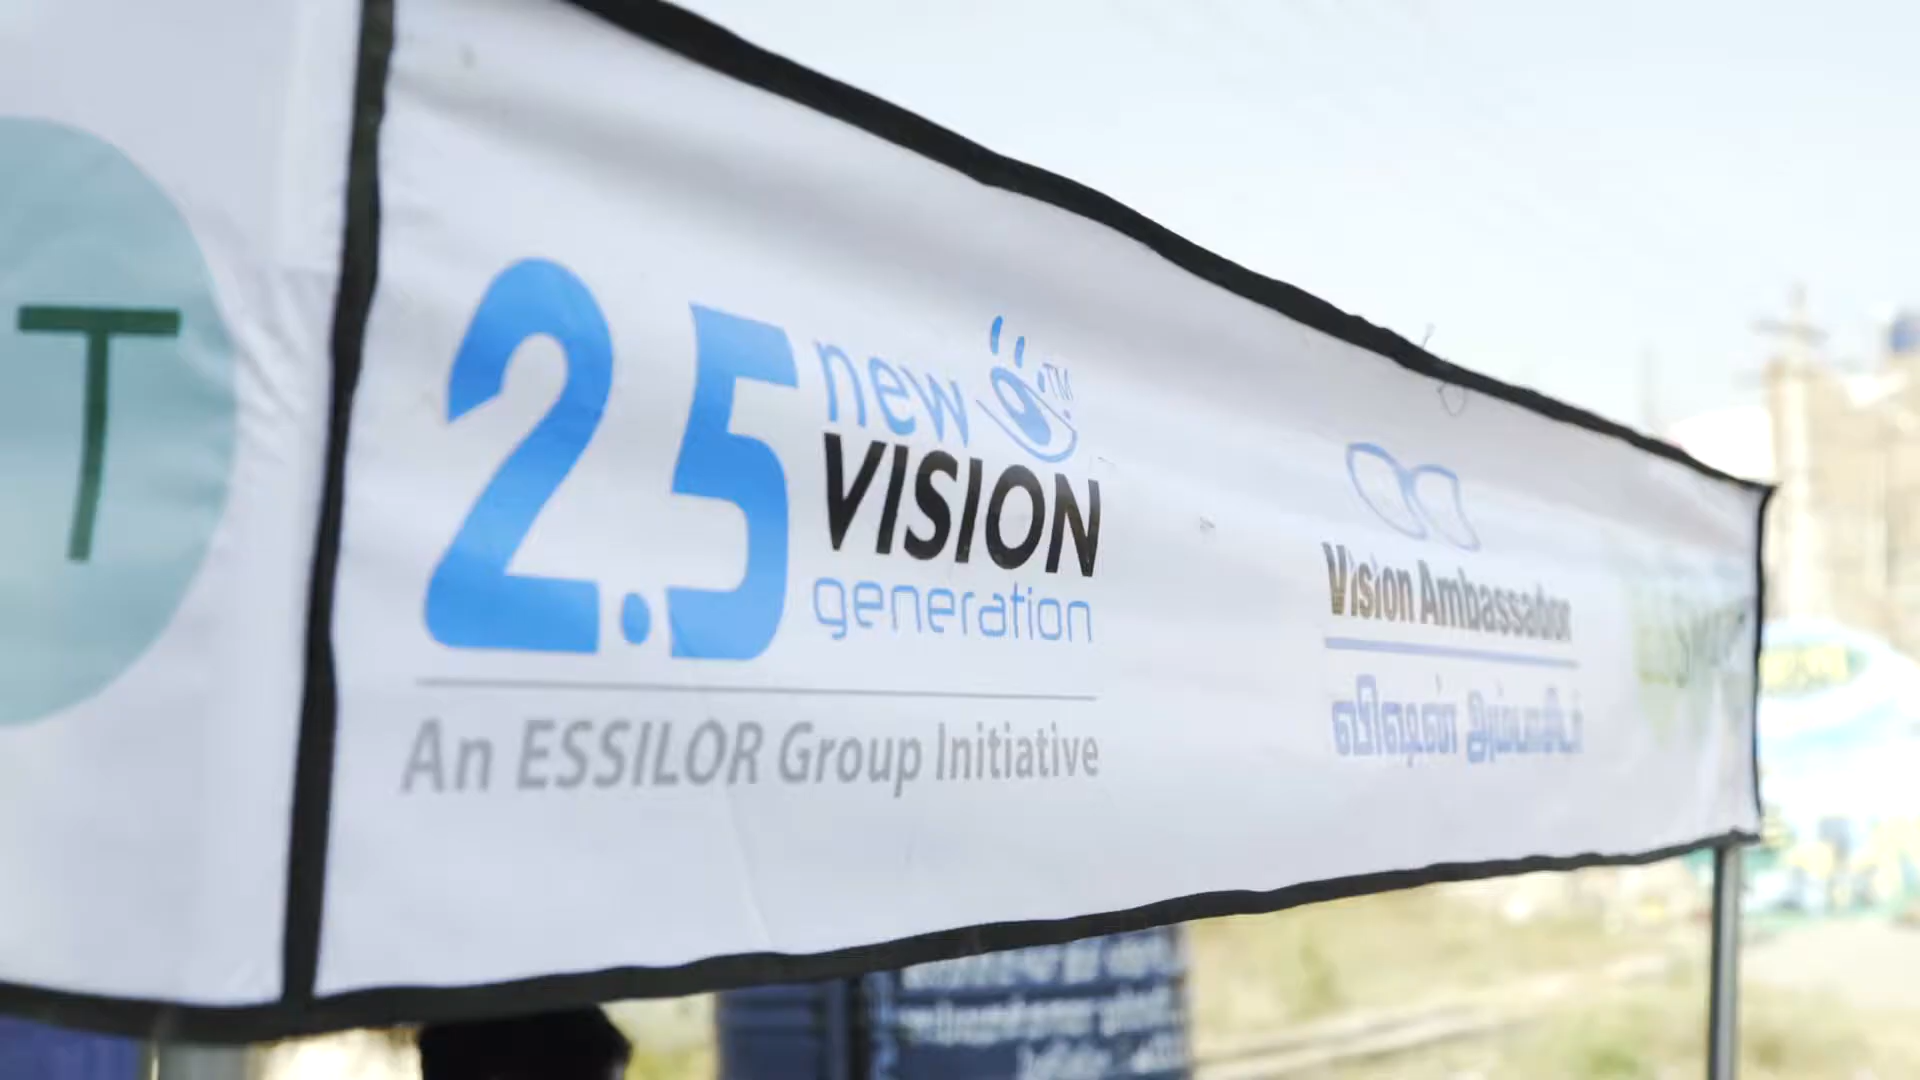 T
2.5 new TM
VISION
generation
An ESSILOR Group Initiative
Vision Ambassador
விஷன் அம்பாசிடர்